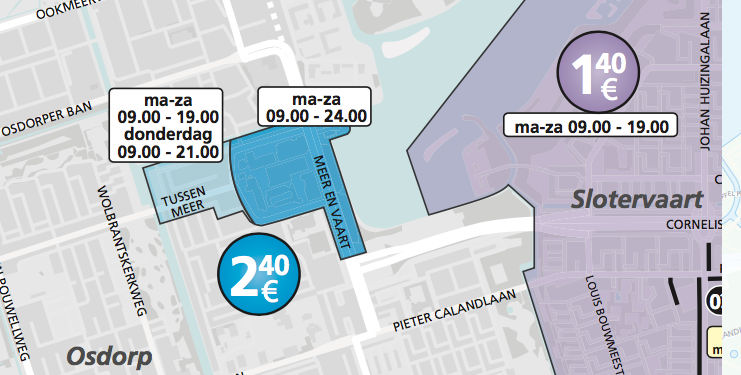 OOKMEER
OSDORPER BAN
ma-za
09.00 - 19.00
donderdag
09.00 - 21.00
ma-za
09.00 - 24.00
1 40
€
ma-za 09.00 - 19.00
JOHAN HUIZINGALAAN
TUSSEN
MEER
MEER EN VAART
WOLBRANTSKERKWEG
Slotervaart
CORNELIS
2 40
€
PIETER CALANDLAAN
LOUIS BOUWMEEST
N POUWELLWEG
Osdorp
m